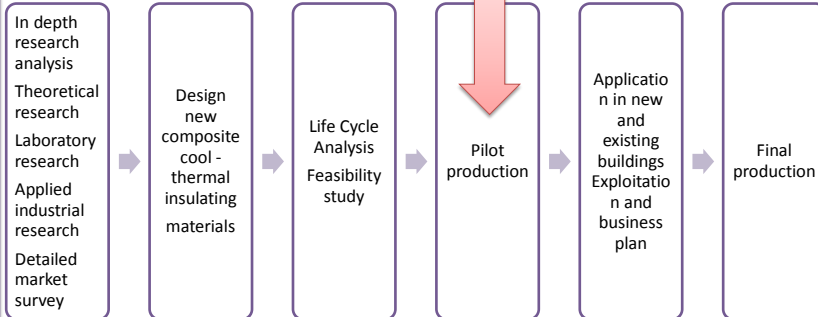 In depth
research
analysis
Theoretical
research
Laboratory
research
Applied
industrial
research
Detailed
market
survey
Design
new
composite
cool -
thermal
insulating
materials
Life Cycle
Analysis
Feasibility
study
Pilot
production
Applicatio
n in new
and
existing
buildings
Exploitatio
n and
business
plan
Final
production